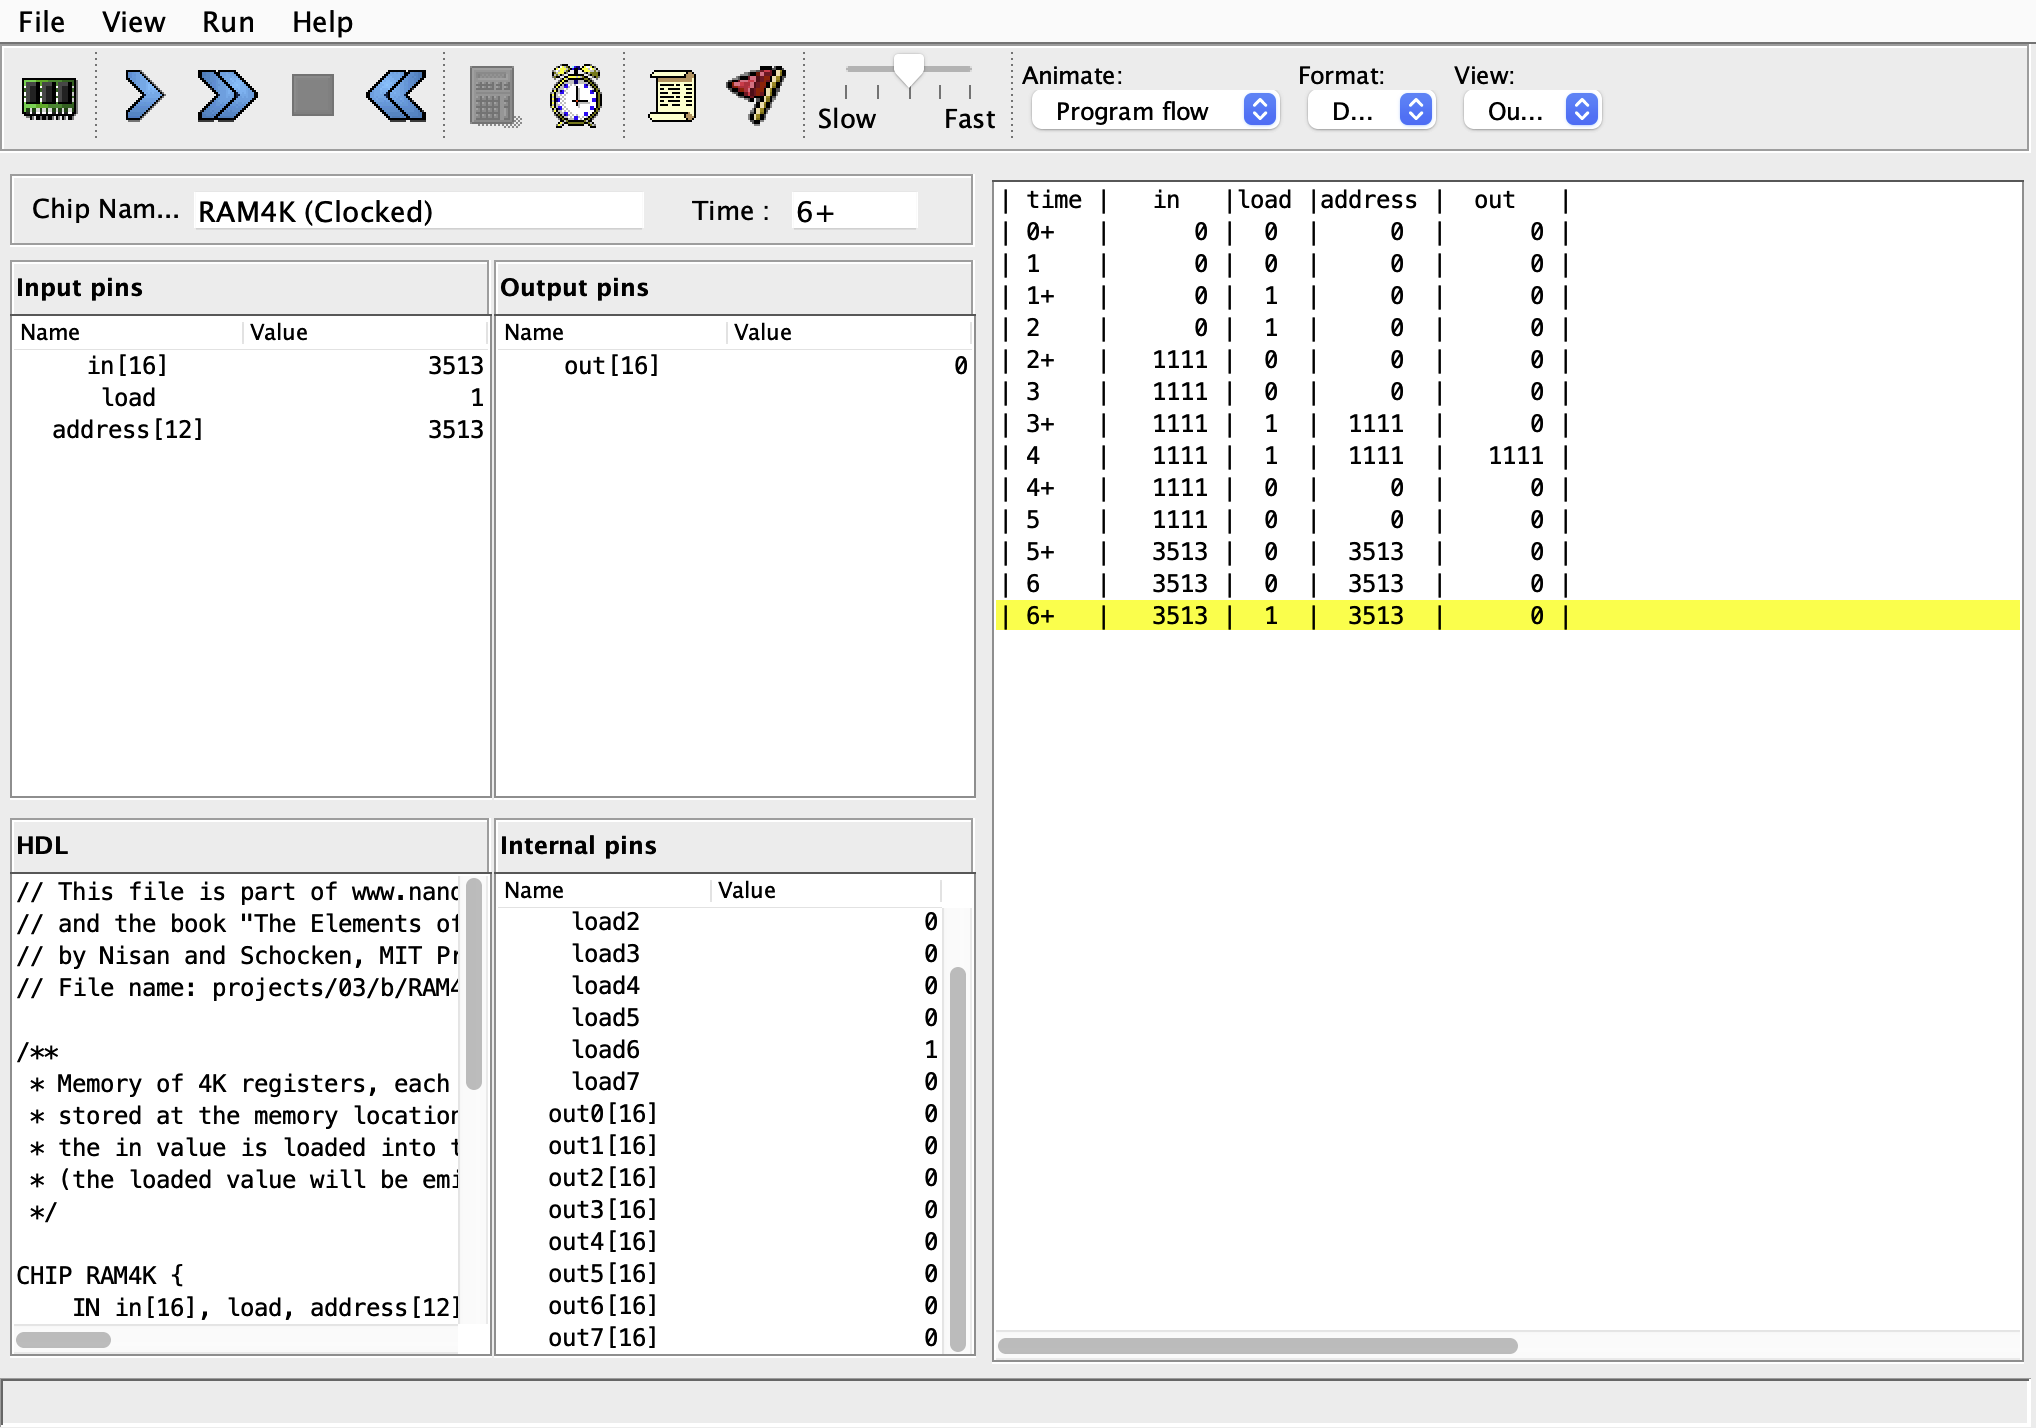 File View Run Help
Slow Fast
Animate: Format: View:
Program flow D... Ou...
Chip Nam... RAM4K (Clocked) Time : 6+
Input pins
Name Value
in[16] 3513
load 1
address[12] 3513
Output pins
Name Value
out[16] 0
HDL
// This file is part of www.nand
// and the book "The Elements of
// by Nisan and Schocken, MIT Pr
// File name: projects/03/b/RAM4
/**
* Memory of 4K registers, each
* stored at the memory location
* the in value is loaded into t
* (the loaded value will be emi
*/
CHIP RAM4K {
IN in[16], load, address[12]
Internal pins
Name Value
load2 0
load3 0
load4 0
load5 0
load6 1
load7 0
out0[16] 0
out1[16] 0
out2[16] 0
out3[16] 0
out4[16] 0
out5[16] 0
out6[16] 0
out7[16] 0
| time | in |load |address | out |
| 0+ | 0 | 0 | 0 | 0 |
| 1 | 0 | 0 | 0 | 0 |
| 1+ | 0 | 1 | 0 | 0 |
| 2 | 0 | 1 | 0 | 0 |
| 2+ | 1111 | 0 | 0 | 0 |
| 3 | 1111 | 0 | 0 | 0 |
| 3+ | 1111 | 1 | 1111 | 0 |
| 4 | 1111 | 1 | 1111 | 1111 |
| 4+ | 1111 | 0 | 0 | 0 |
| 5 | 1111 | 0 | 0 | 0 |
| 5+ | 3513 | 0 | 3513 | 0 |
| 6 | 3513 | 0 | 3513 | 0 |
| 6+ | 3513 | 1 | 3513 | 0 |